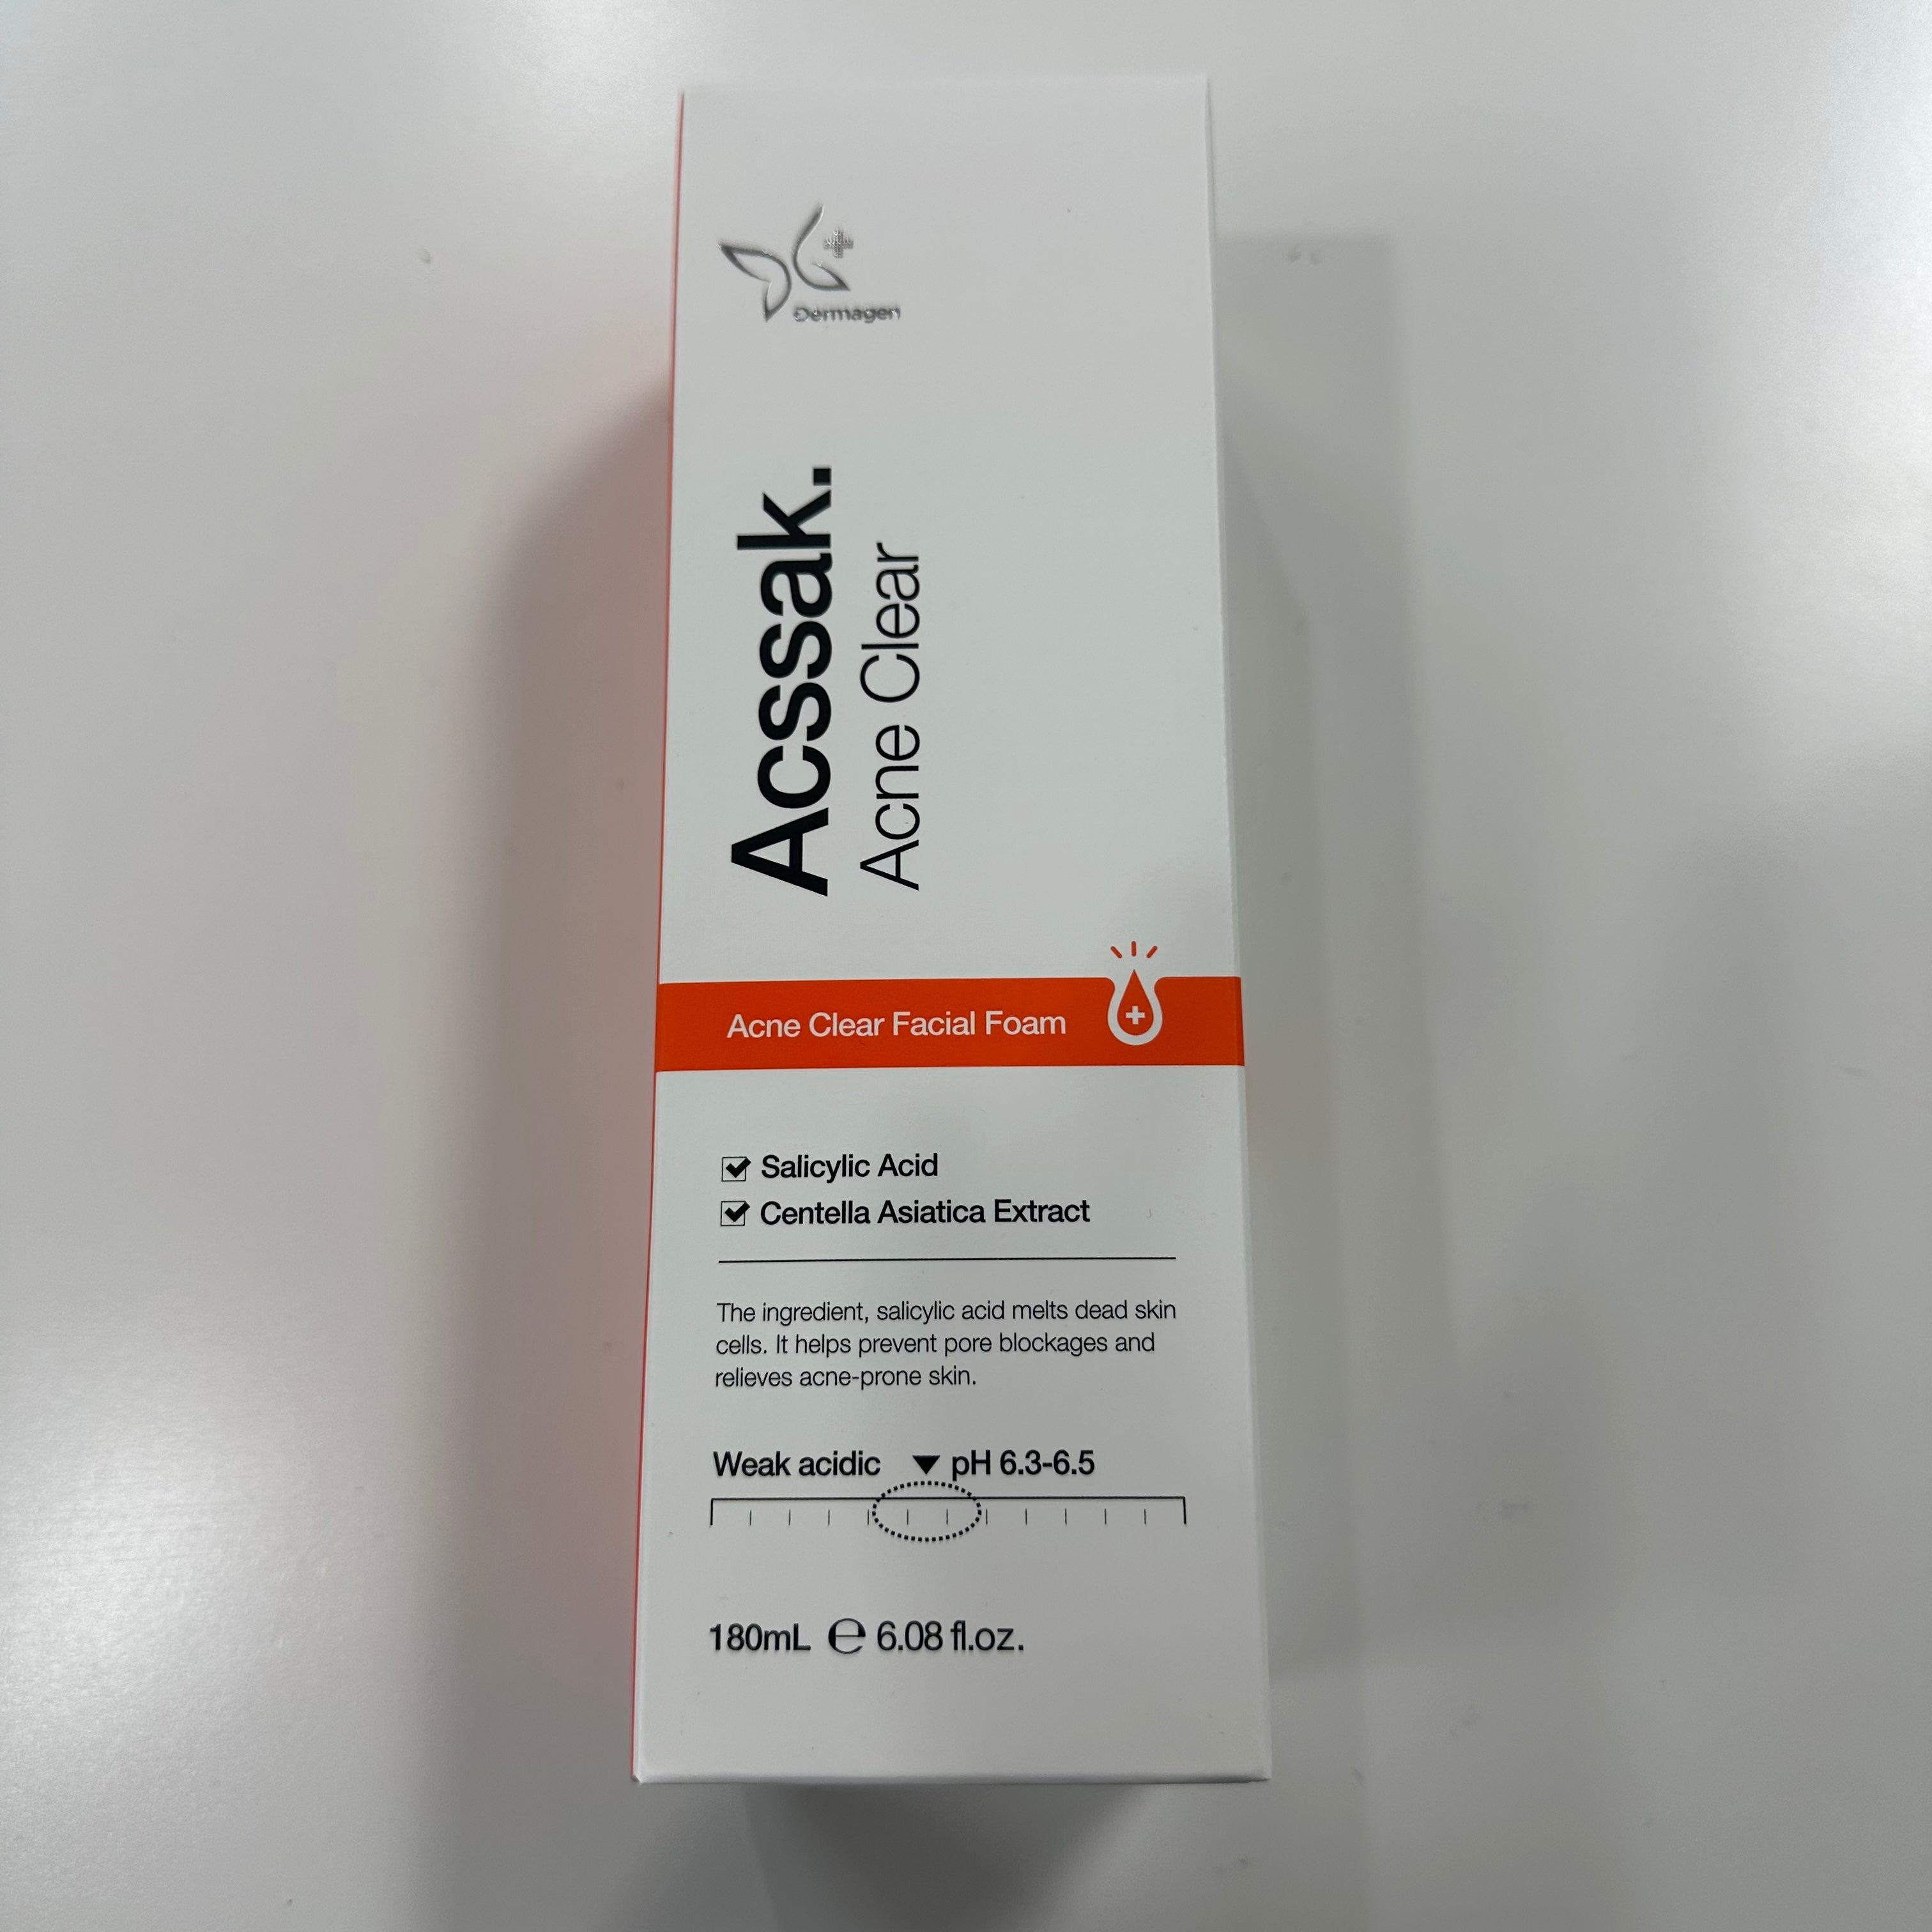 Dermagen
Acssak.
Acne Clear
Acne Clear Facial Foam
Salicylic Acid
Centella Asiatica Extract
The ingredient, salicylic acid melts dead skin
cells. It helps prevent pore blockages and
relieves acne-prone skin.
Weak acidic ▼ pH 6.3-6.5
180mL ℮ 6.08 fl.oz.